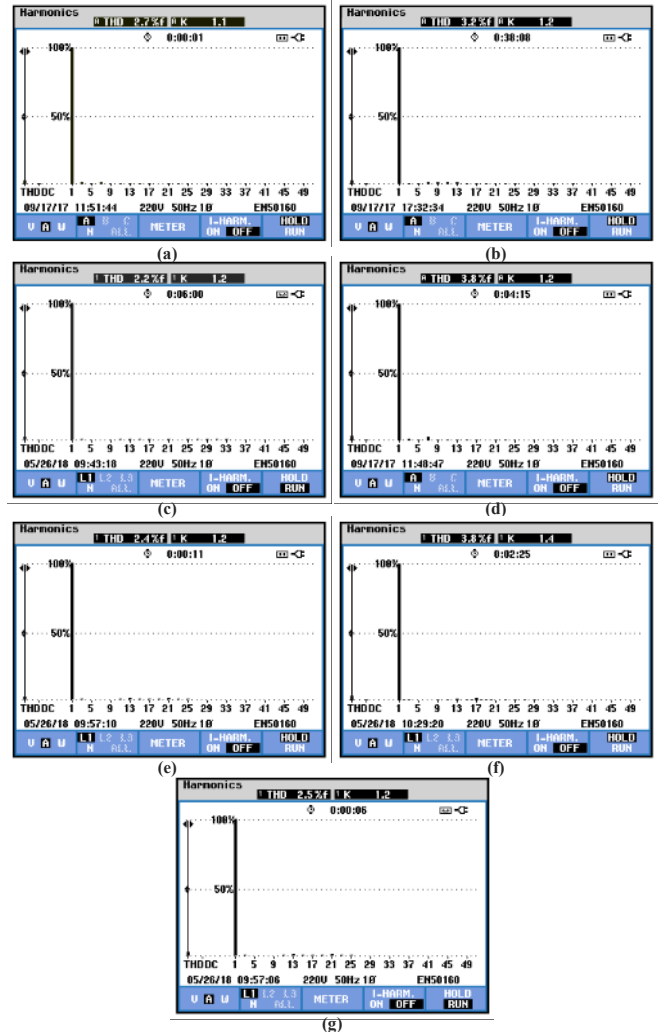 Harmonics
A THD 2.7%f A K 1.1
0:00:01
100%
50%
THDDC 1 5 9 13 17 21 25 29 33 37 41 45 49
09/17/17 11:51:44 220V 50Hz 1Ø EN50160
V A W A B C N ALL METER I-HARM. ON OFF HOLD RUN
(a)
Harmonics
A THD 3.2%f A K 1.2
0:38:08
100%
50%
THDDC 1 5 9 13 17 21 25 29 33 37 41 45 49
09/17/17 17:32:34 220V 50Hz 1Ø EN50160
V A W A B C N ALL METER I-HARM. ON OFF HOLD RUN
(b)
Harmonics
1 THD 2.2%f 1 K 1.2
0:06:00
100%
50%
THDDC 1 5 9 13 17 21 25 29 33 37 41 45 49
05/26/18 09:43:18 220V 50Hz 1Ø EN50160
V A W L1 L2 L3 N ALL METER I-HARM. ON OFF HOLD RUN
(c)
Harmonics
A THD 3.8%f A K 1.2
0:04:15
100%
50%
THDDC 1 5 9 13 17 21 25 29 33 37 41 45 49
09/17/17 11:48:47 220V 50Hz 1Ø EN50160
V A W A B C N ALL METER I-HARM. ON OFF HOLD RUN
(d)
Harmonics
1 THD 2.4%f 1 K 1.2
0:00:11
100%
50%
THDDC 1 5 9 13 17 21 25 29 33 37 41 45 49
05/26/18 09:57:10 220V 50Hz 1Ø EN50160
V A W L1 L2 L3 N ALL METER I-HARM. ON OFF HOLD RUN
(e)
Harmonics
1 THD 3.8%f 1 K 1.4
0:02:25
100%
50%
THDDC 1 5 9 13 17 21 25 29 33 37 41 45 49
05/26/18 10:29:20 220V 50Hz 1Ø EN50160
V A W L1 L2 L3 N ALL METER I-HARM. ON OFF HOLD RUN
(f)
Harmonics
1 THD 2.5%f 1 K 1.2
0:00:06
100%
50%
THDDC 1 5 9 13 17 21 25 29 33 37 41 45 49
05/26/18 09:57:06 220V 50Hz 1Ø EN50160
V A W L1 L2 L3 N ALL METER I-HARM. ON OFF HOLD RUN
(g)